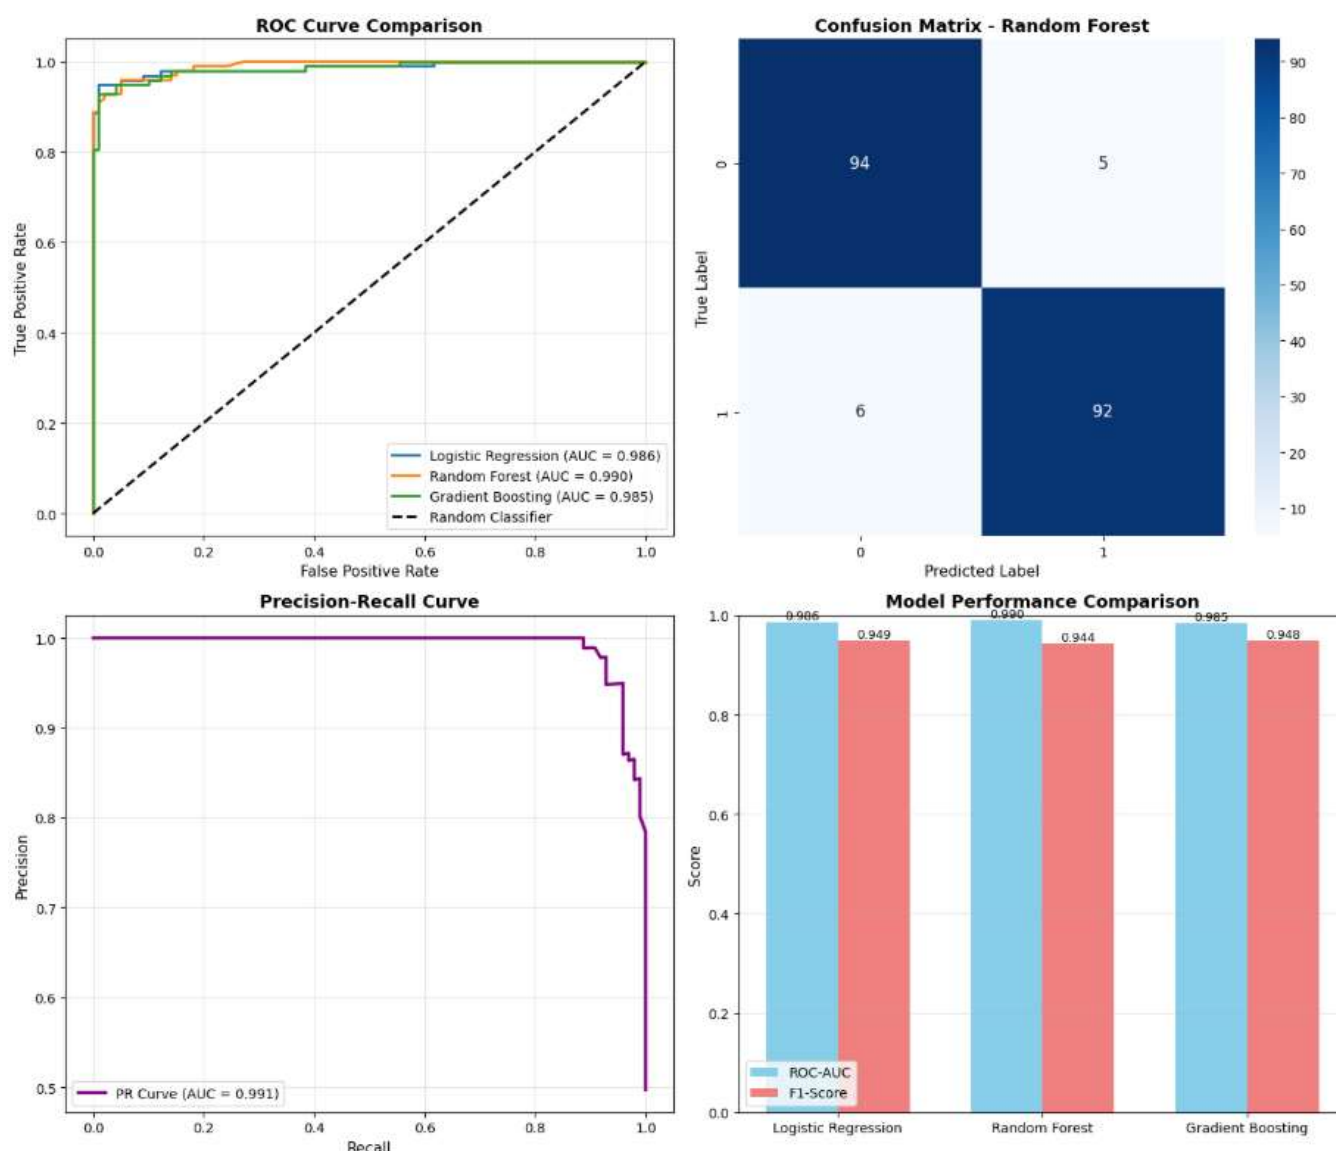 ROC Curve Comparison
True Positive Rate
1.0
0.8
0.6
0.4
0.2
0.0
Logistic Regression (AUC = 0.986)
Random Forest (AUC = 0.990)
Gradient Boosting (AUC = 0.985)
Random Classifier
0.0 0.2 0.4 0.6 0.8 1.0
False Positive Rate
Confusion Matrix - Random Forest
True Label
0
1
94 5
6 92
0 1
Predicted Label
90
80
70
60
50
40
30
20
10
Precision-Recall Curve
Precision
1.0
0.9
0.8
0.7
0.6
0.5
PR Curve (AUC = 0.991)
0.0 0.2 0.4 0.6 0.8 1.0
Recall
Model Performance Comparison
Score
1.0
0.8
0.6
0.4
0.2
0.0
0.986 0.949 0.990 0.944 0.985 0.948
ROC-AUC
F1-Score
Logistic Regression Random Forest Gradient Boosting